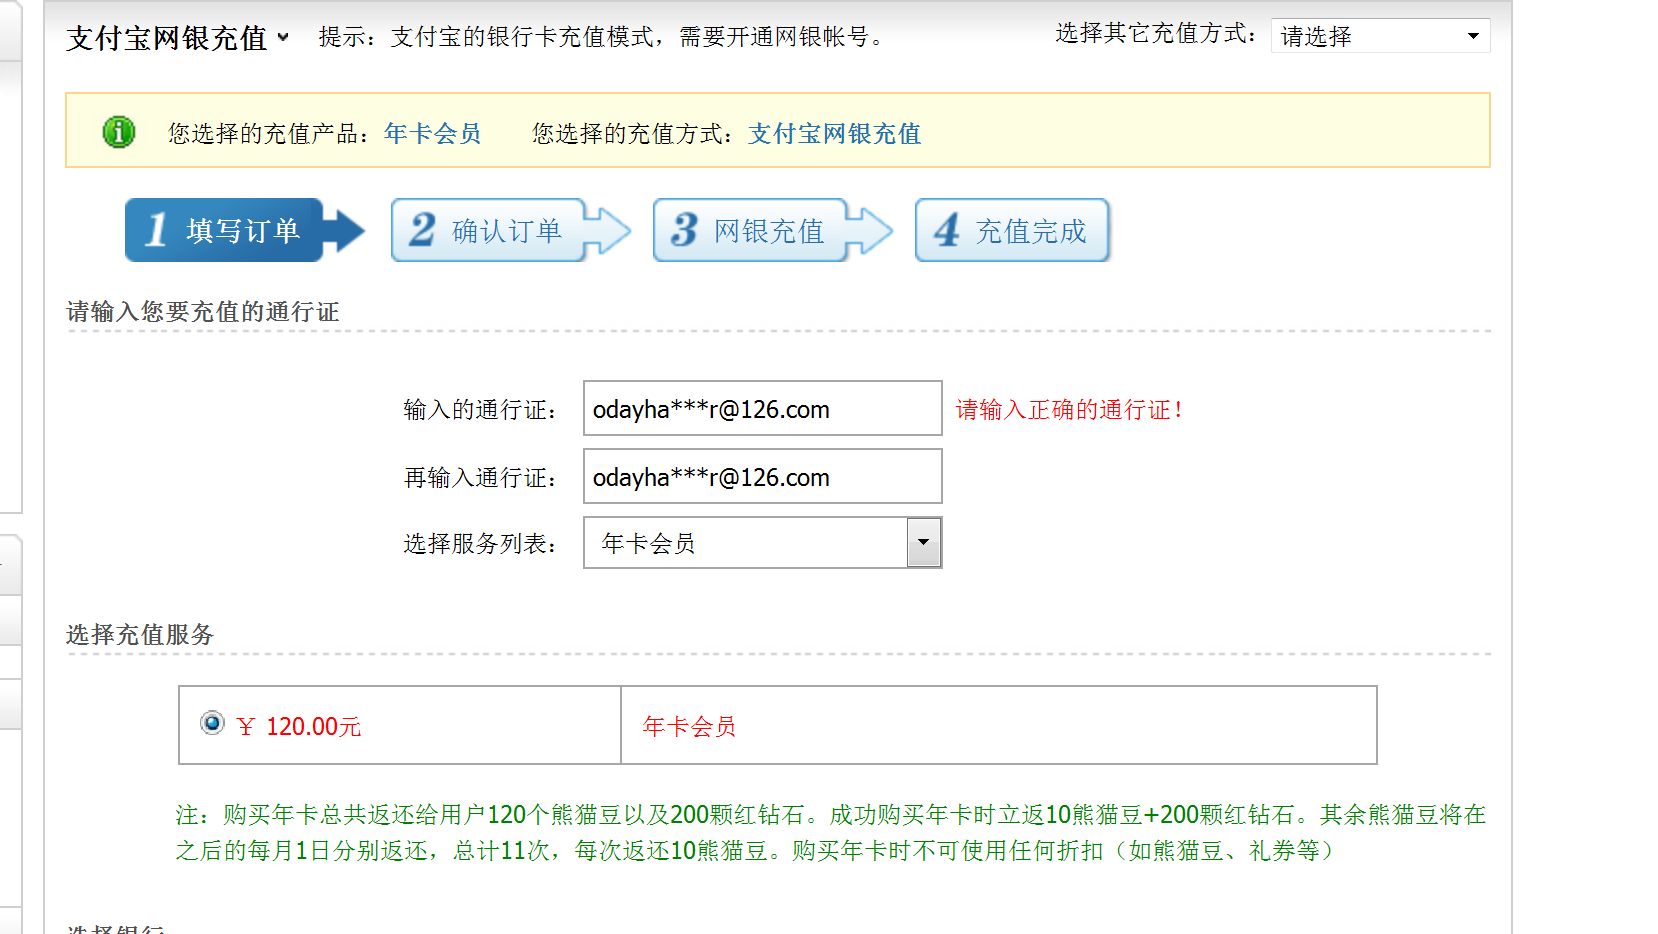 支付宝网银充值 提示：支付宝的银行卡充值模式，需要开通网银帐号。 选择其它充值方式： 请选择
您选择的充值产品：年卡会员 您选择的充值方式：支付宝网银充值
1 填写订单 2 确认订单 3 网银充值 4 充值完成
请输入您要充值的通行证
输入的通行证： odayha***r@126.com 请输入正确的通行证！
再输入通行证： odayha***r@126.com
选择服务列表： 年卡会员
选择充值服务
￥ 120.00元 年卡会员
注：购买年卡总共返还给用户120个熊猫豆以及200颗红钻石。成功购买年卡时立返10熊猫豆+200颗红钻石。其余熊猫豆将在
之后的每月1日分别返还，总计11次，每次返还10熊猫豆。购买年卡时不可使用任何折扣（如熊猫豆、礼券等）
选择银行